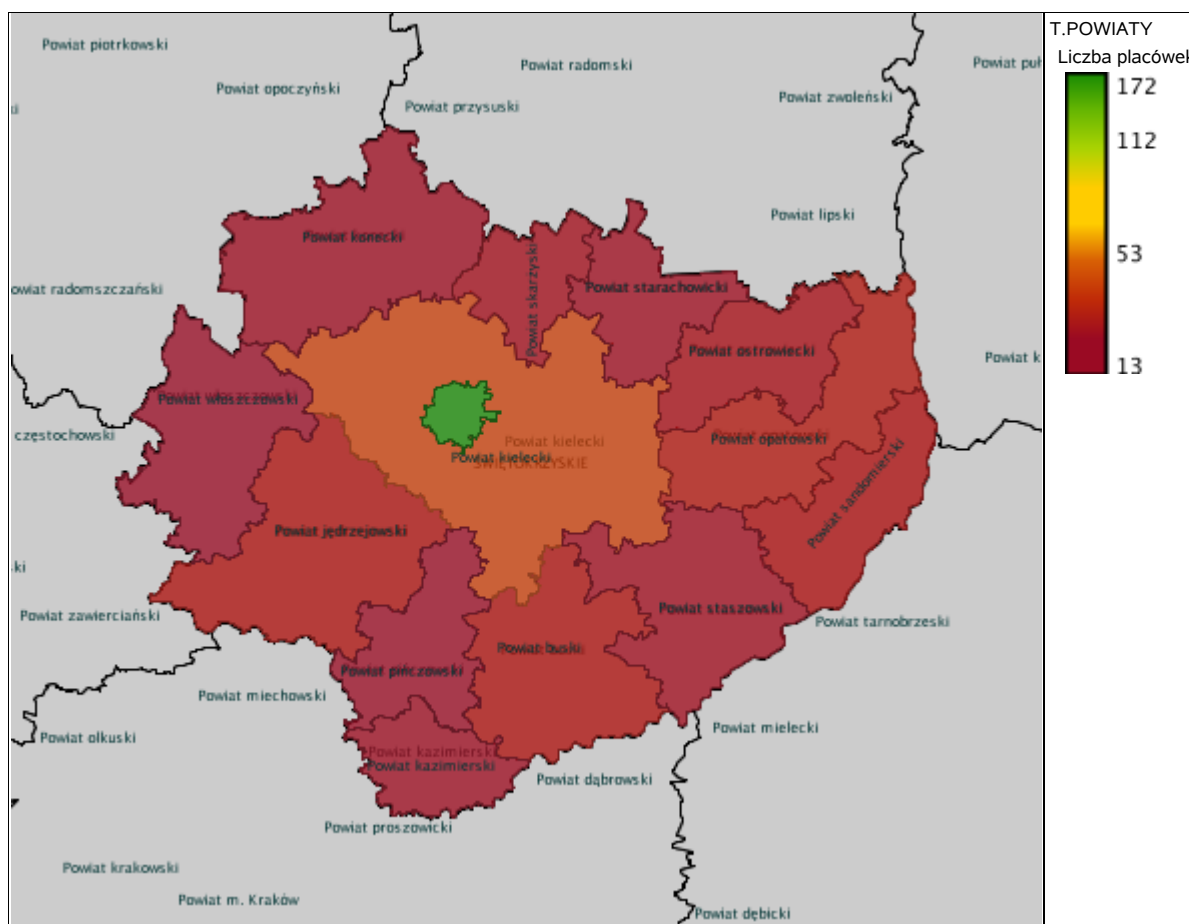 T.POWIATY
Liczba placówek
172
112
53
13
Powiat piotrkowski
Powiat radomski
Powiat opoczyński
Powiat przysuski
Powiat zwoleński
Powiat lipski
Powiat konecki
Powiat radomszczański
Powiat skarżyski
Powiat starachowicki
Powiat ostrowiecki
Powiat k
Powiat włoszczowski
Powiat włoszczowski
częstochowski
Powiat opatowski
Powiat kielecki
Powiat kielecki
ŚWIĘTOKRZYSKIE
Powiat sandomierski
Powiat jędrzejowski
Powiat zawierciański
Powiat staszowski
Powiat tarnobrzeski
Powiat buski
Powiat pińczowski
Powiat miechowski
Powiat olkuski
Powiat mielecki
Powiat kazimierski
Powiat kazimierski
Powiat dąbrowski
Powiat proszowicki
Powiat krakowski
Powiat m. Kraków
Powiat dębicki